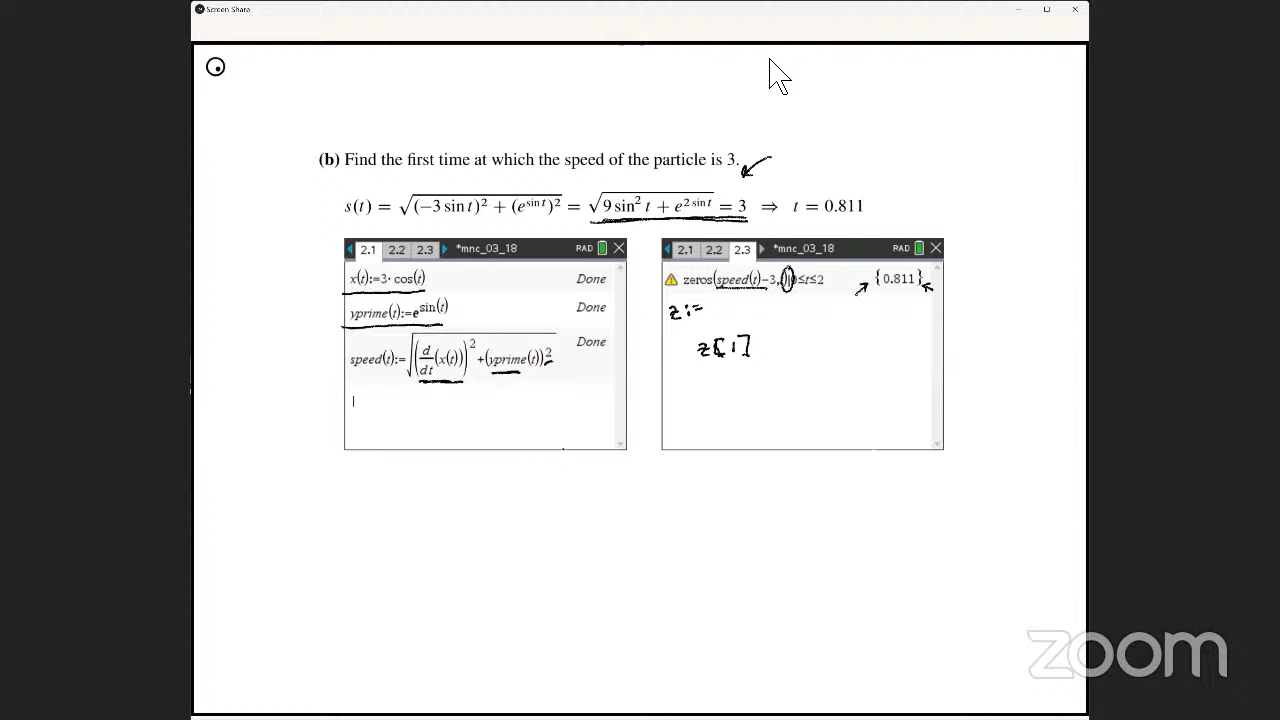 Screen Share
(b) Find the first time at which the speed of the particle is 3.
s(t) = √((−3 sin t)² + (e^(sin t))²) = √(9 sin² t + e^(2 sin t)) = 3 ⇒ t = 0.811
2.1 2.2 2.3 *mnc_03_18 RAD
x(t):=3·cos(t) Done
yprime(t):=e^sin(t) Done
speed(t):=√((d/dt(x(t)))²+(yprime(t))²) Done
2.1 2.2 2.3 *mnc_03_18 RAD
zeros(speed(t)−3,t)|0≤t≤2 {0.811}
z:=
z[1]
zoom